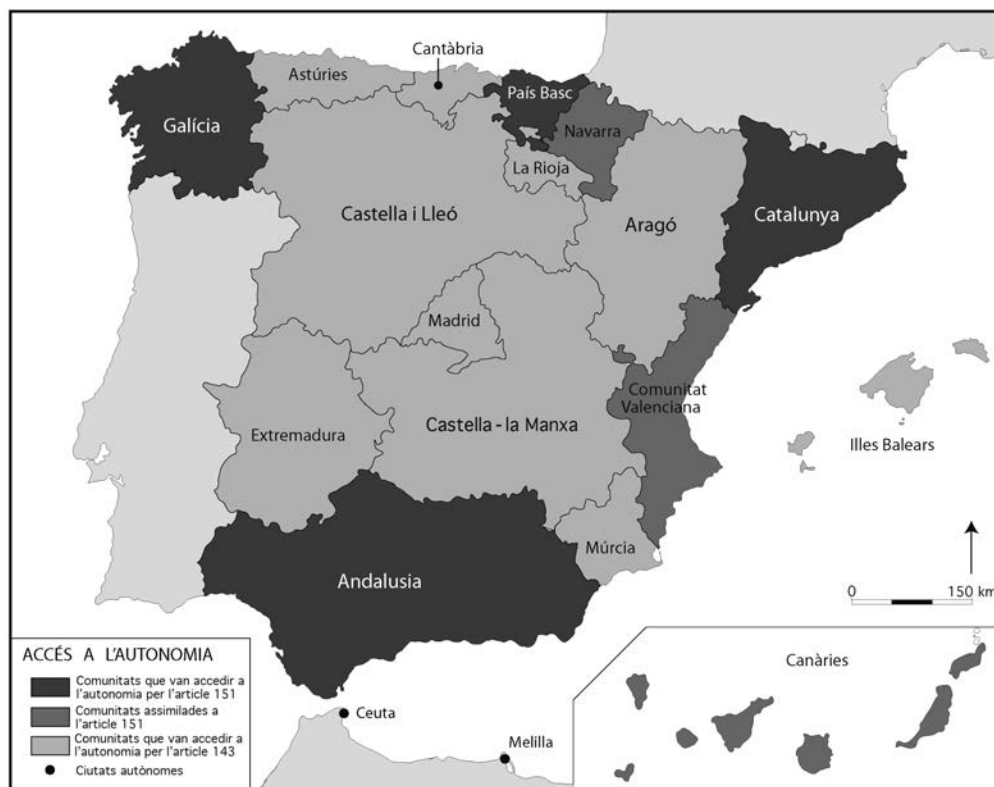 Cantàbria
Astúries
País Basc
Galícia
Navarra
La Rioja
Castella i Lleó
Aragó
Catalunya
Madrid
Comunitat
Valenciana
Extremadura
Castella - la Manxa
Illes Balears
Múrcia
Andalusia
0 150 km
ACCÉS A L'AUTONOMIA
Comunitats que van accedir a
l'autonomia per l'article 151
Comunitats assimilades a
l'article 151
Comunitats que van accedir a
l'autonomia per l'article 143
Ciutats autònomes
Ceuta
Melilla
Canàries